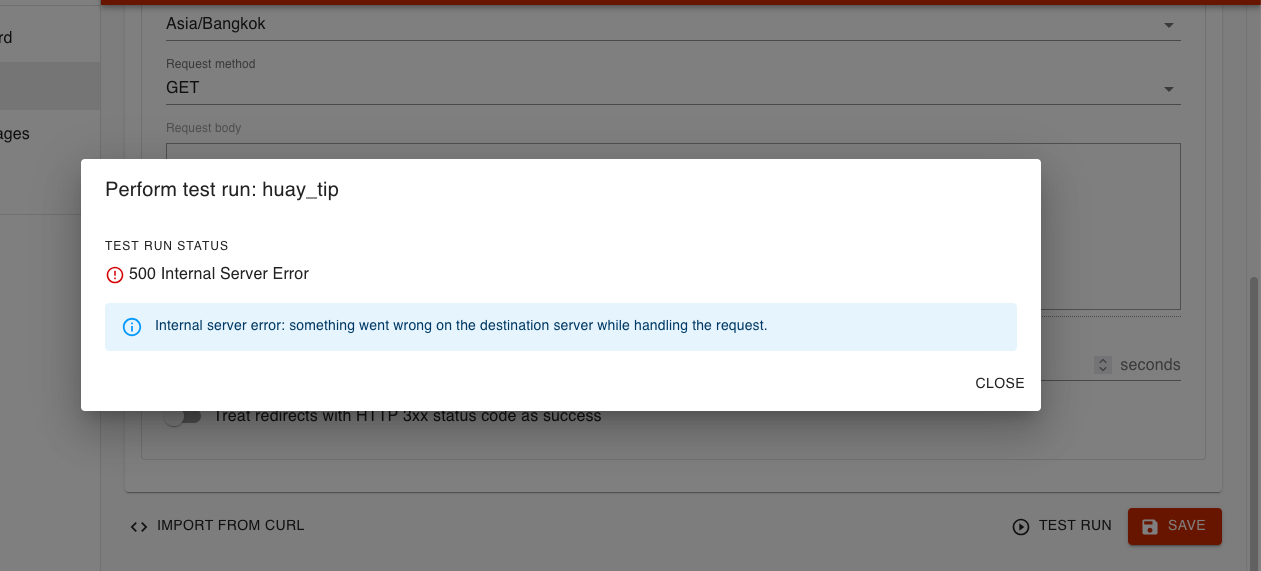 Asia/Bangkok
rd
Request method
GET
Request body
ages
Perform test run: huay_tip
TEST RUN STATUS
500 Internal Server Error
Internal server error: something went wrong on the destination server while handling the request.
seconds
CLOSE
Treat redirects with HTTP 3xx status code as success
IMPORT FROM CURL
TEST RUN
SAVE